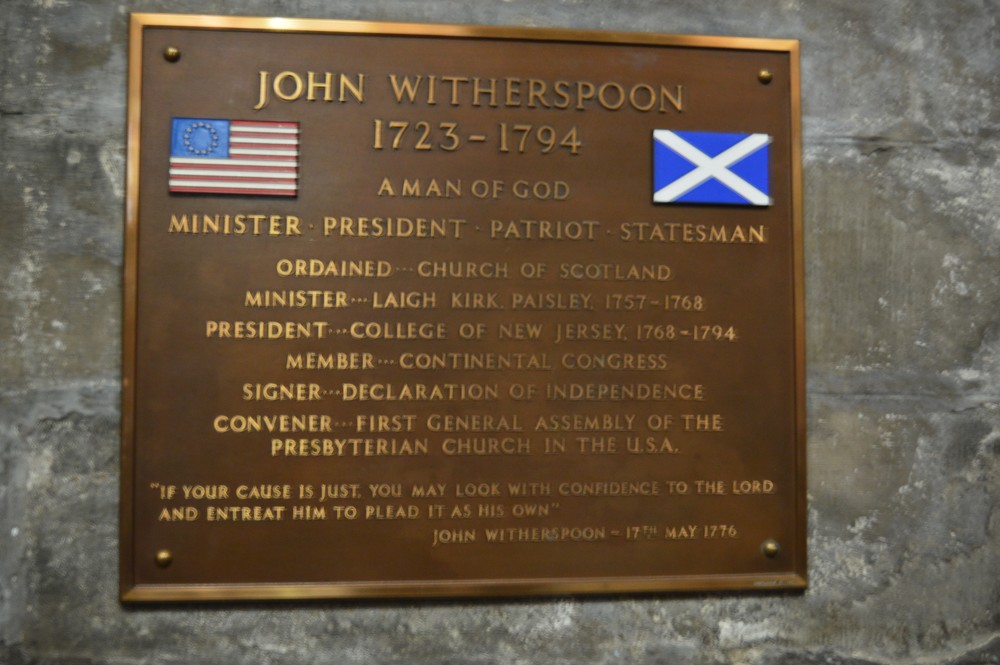 JOHN WITHERSPOON
1723-1794
A MAN OF GOD
MINISTER · PRESIDENT · PATRIOT · STATESMAN
ORDAINED··· CHURCH OF SCOTLAND
MINISTER··· LAIGH KIRK, PAISLEY, 1757-1768
PRESIDENT··· COLLEGE OF NEW JERSEY, 1768-1794
MEMBER··· CONTINENTAL CONGRESS
SIGNER··· DECLARATION OF INDEPENDENCE
CONVENER··· FIRST GENERAL ASSEMBLY OF THE
PRESBYTERIAN CHURCH IN THE U.S.A.
"IF YOUR CAUSE IS JUST, YOU MAY LOOK WITH CONFIDENCE TO THE LORD
AND ENTREAT HIM TO PLEAD IT AS HIS OWN"
JOHN WITHERSPOON - 17TH MAY 1776